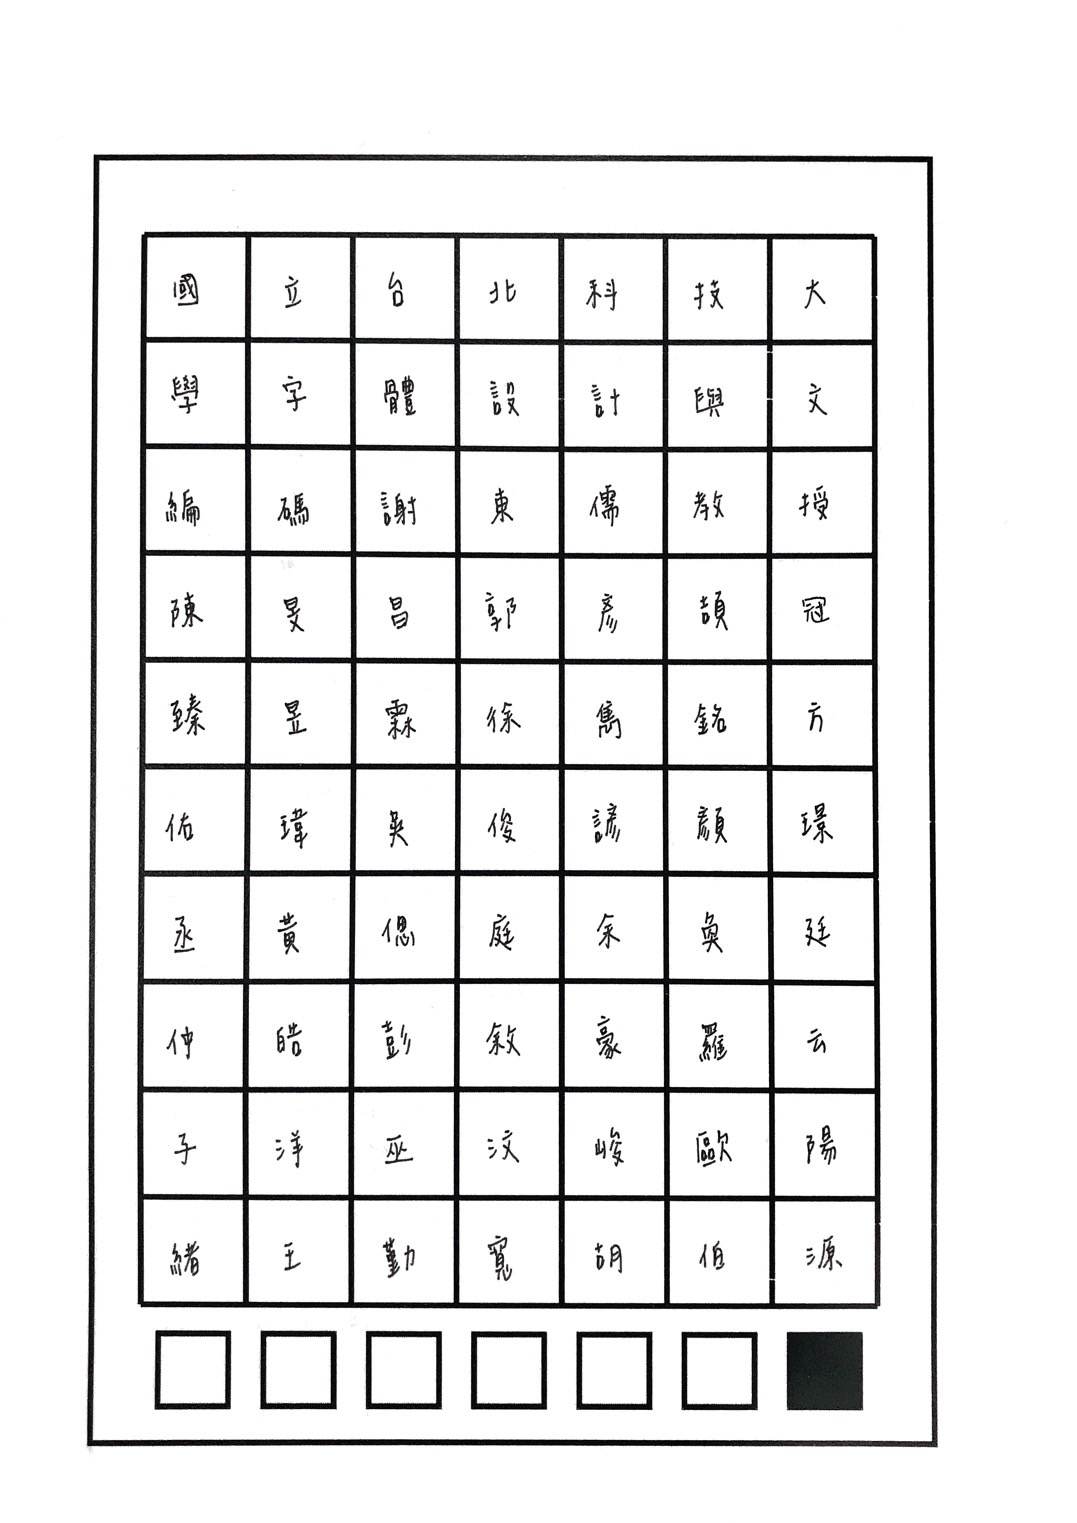 國立台北科技大
學字體設計與文
編碼謝東儒教授
陳旻昌郭彥頡冠
臻昱霖徐雋銘方
佑瑋吳俊諺顏璟
丞黃偲庭余奐廷
仲皓彭敘豪羅云
子洋巫汶峻歐陽
緒王勤寬胡伯源